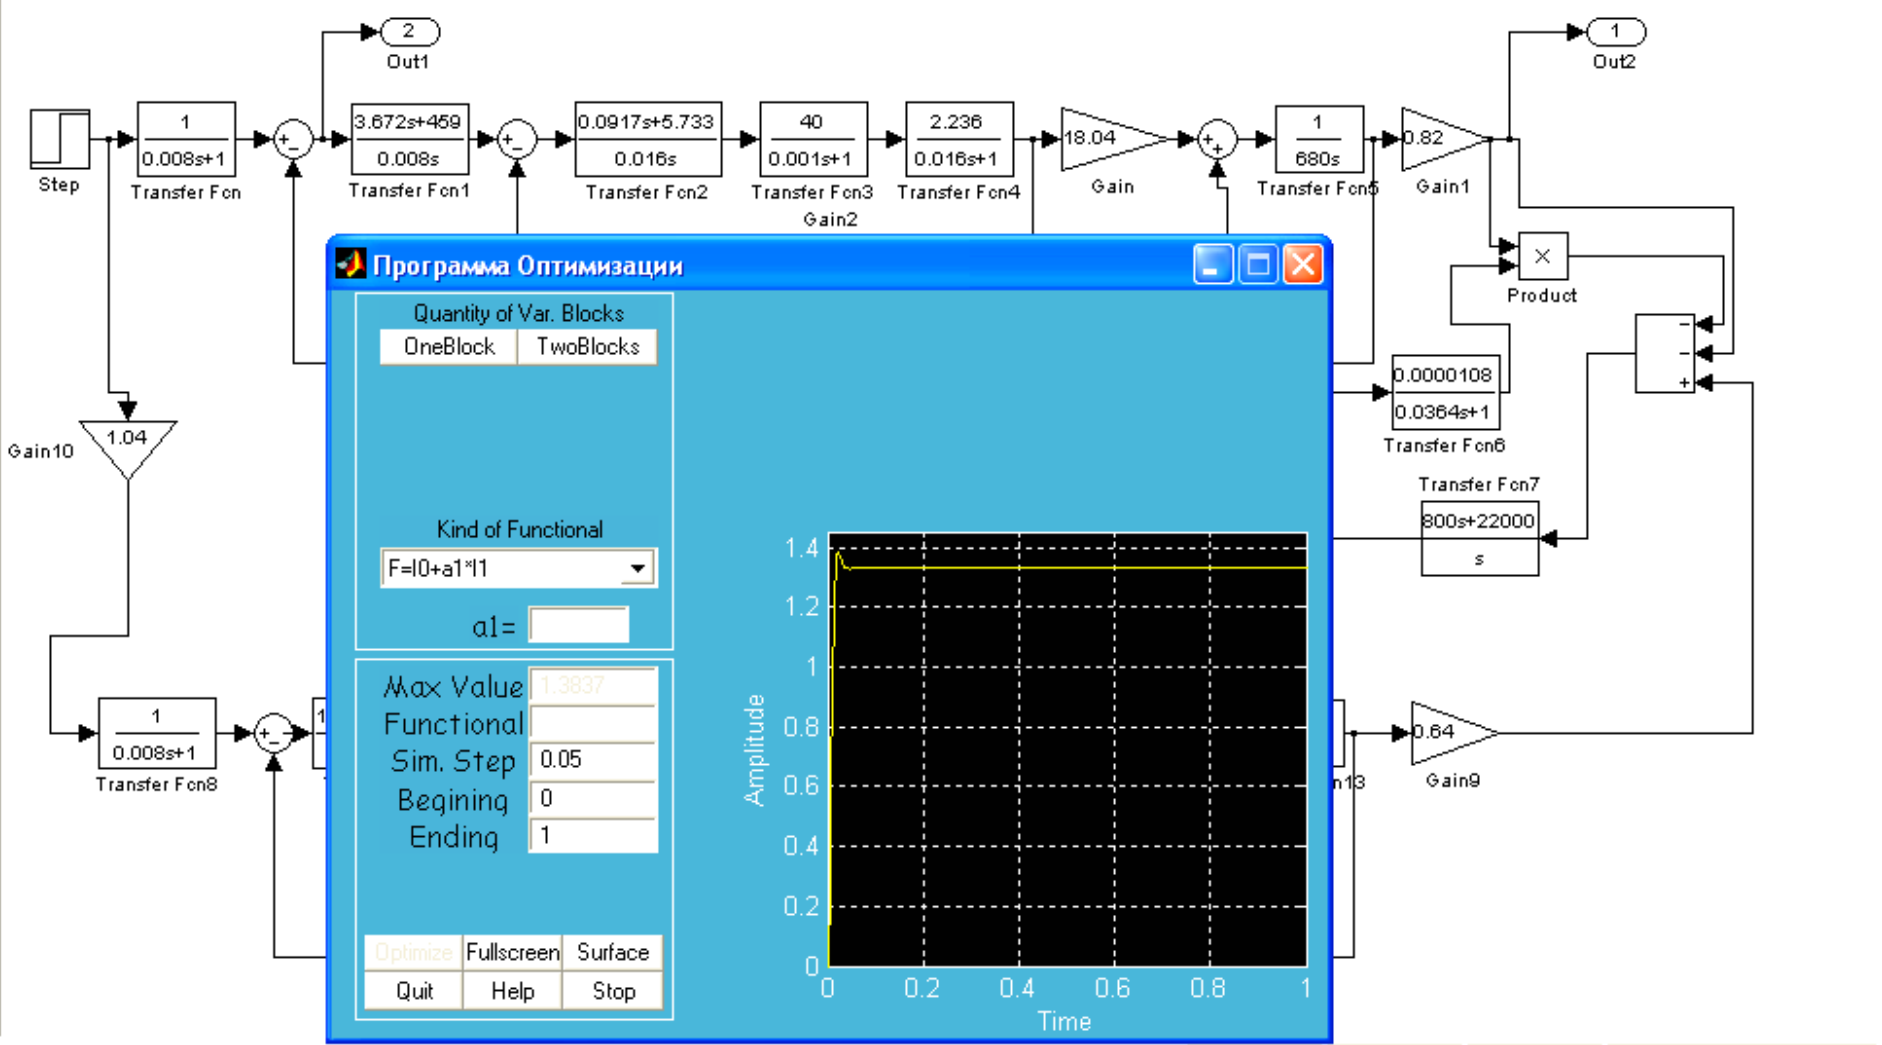 2
Out1
1
Out2
Step
1
0.008s+1
Transfer Fcn
3.672s+459
0.008s
Transfer Fcn1
0.0917s+5.733
0.016s
Transfer Fcn2
40
0.001s+1
Transfer Fcn3
Gain2
2.236
0.016s+1
Transfer Fcn4
18.04
Gain
1
680s
Transfer Fcn5
0.82
Gain1
×
Product
0.0000108
0.0364s+1
Transfer Fcn6
Transfer Fcn7
800s+22000
s
1.04
Gain10
1
0.008s+1
Transfer Fcn8
1
n13
0.64
Gain9
Программа Оптимизации
Quantity of Var. Blocks
OneBlock
TwoBlocks
Kind of Functional
F=I0+a1*I1
a1=
Max Value 1.3837
Functional
Sim. Step 0.05
Begining 0
Ending 1
Optimize Fullscreen Surface
Quit Help Stop
1.4
1.2
1
0.8
0.6
0.4
0.2
0
Amplitude
0 0.2 0.4 0.6 0.8 1
Time